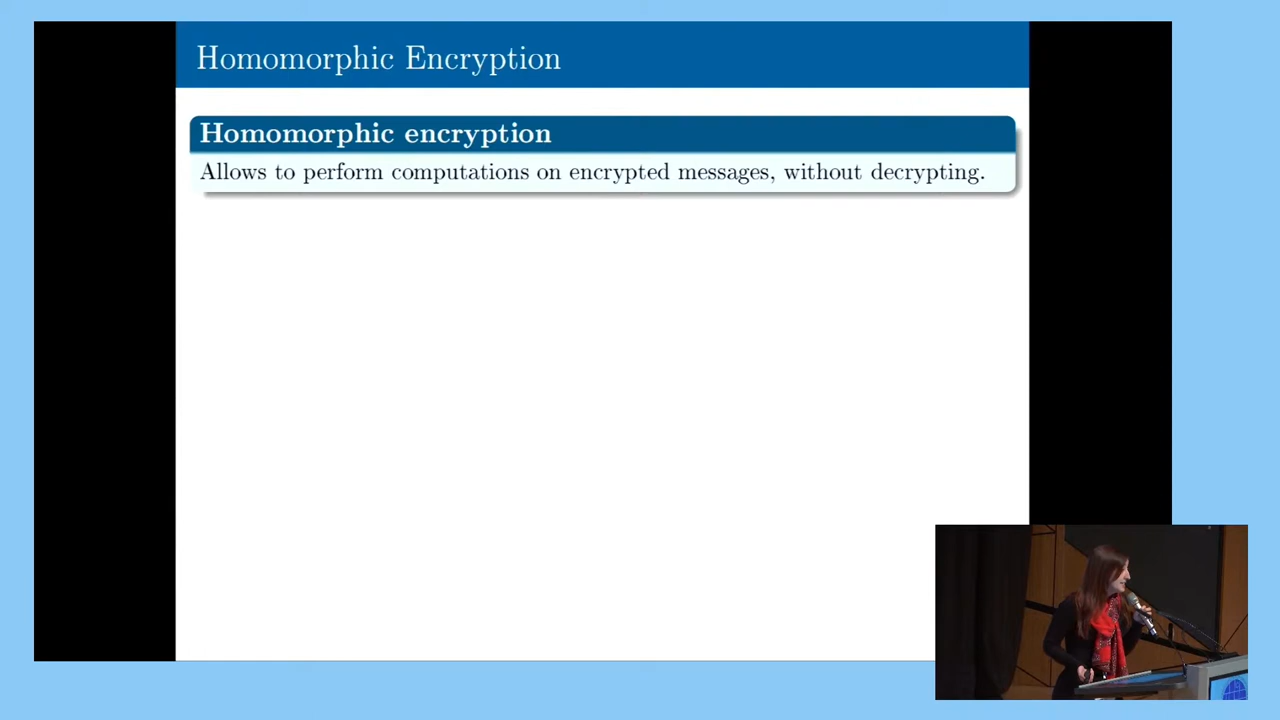 Homomorphic Encryption
Homomorphic encryption
Allows to perform computations on encrypted messages, without decrypting.